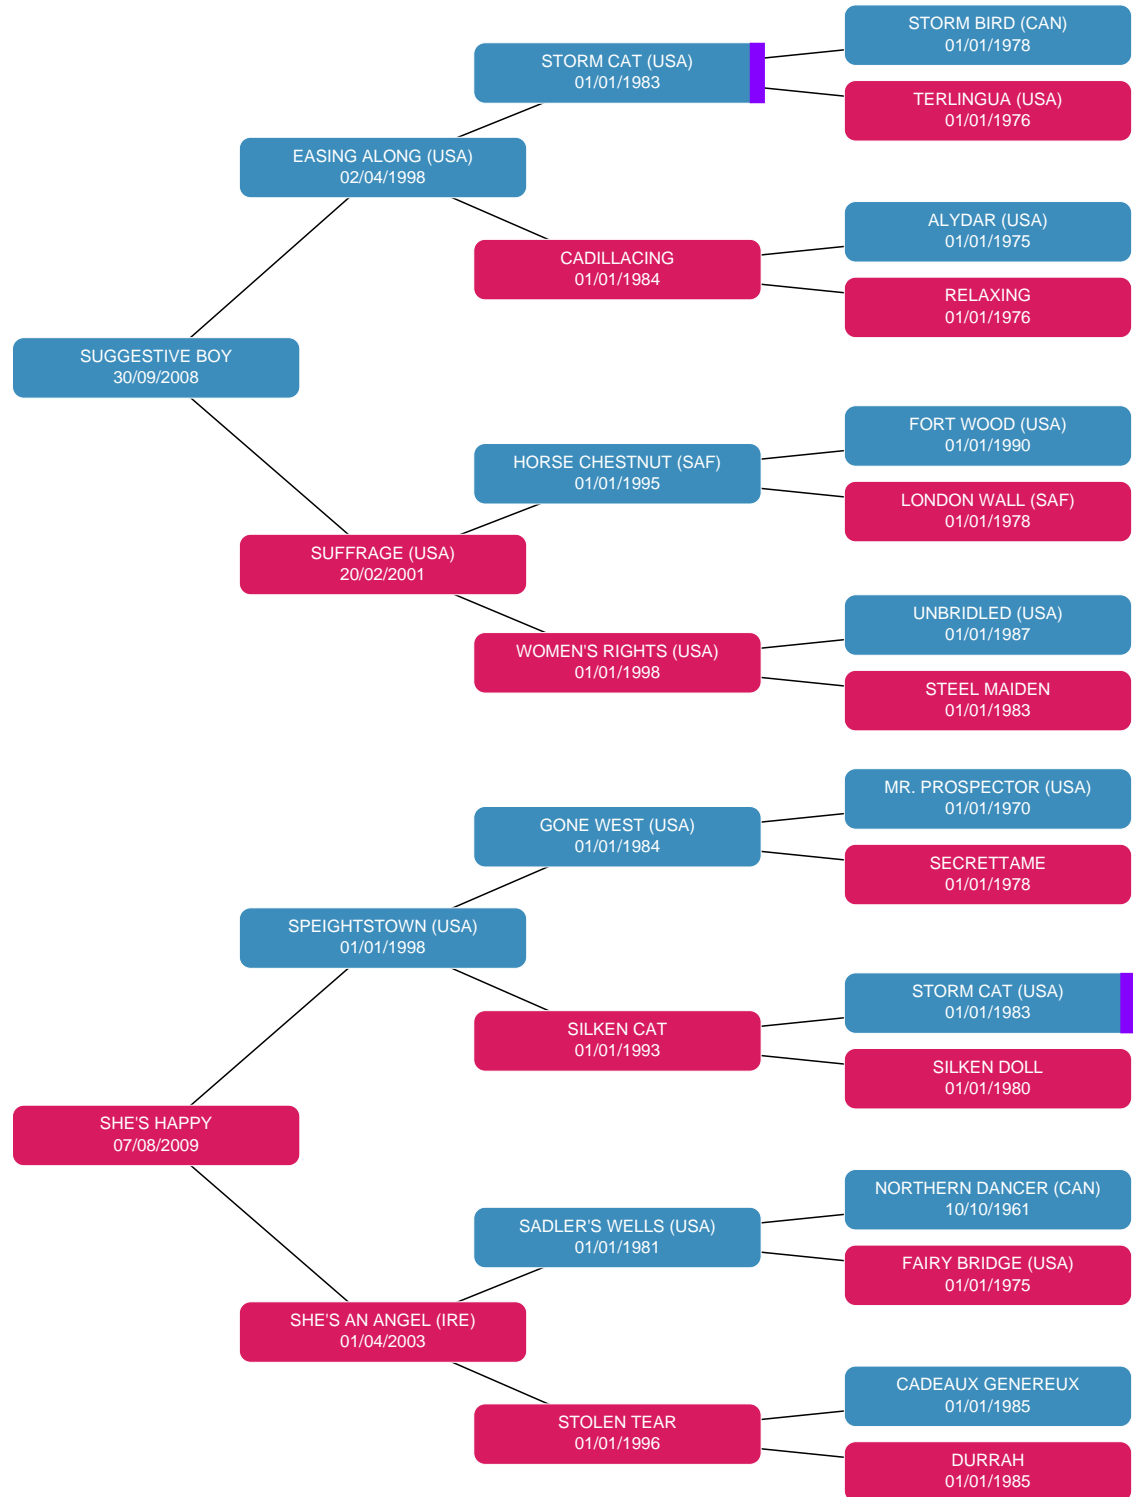 STORM BIRD (CAN)
01/01/1978
STORM CAT (USA)
01/01/1983
TERLINGUA (USA)
01/01/1976
EASING ALONG (USA)
02/04/1998
ALYDAR (USA)
01/01/1975
CADILLACING
01/01/1984
RELAXING
01/01/1976
SUGGESTIVE BOY
30/09/2008
FORT WOOD (USA)
01/01/1990
HORSE CHESTNUT (SAF)
01/01/1995
LONDON WALL (SAF)
01/01/1978
SUFFRAGE (USA)
20/02/2001
UNBRIDLED (USA)
01/01/1987
WOMEN'S RIGHTS (USA)
01/01/1998
STEEL MAIDEN
01/01/1983
MR. PROSPECTOR (USA)
01/01/1970
GONE WEST (USA)
01/01/1984
SECRETTAME
01/01/1978
SPEIGHTSTOWN (USA)
01/01/1998
STORM CAT (USA)
01/01/1983
SILKEN CAT
01/01/1993
SILKEN DOLL
01/01/1980
SHE'S HAPPY
07/08/2009
NORTHERN DANCER (CAN)
10/10/1961
SADLER'S WELLS (USA)
01/01/1981
FAIRY BRIDGE (USA)
01/01/1975
SHE'S AN ANGEL (IRE)
01/04/2003
CADEAUX GENEREUX
01/01/1985
STOLEN TEAR
01/01/1996
DURRAH
01/01/1985